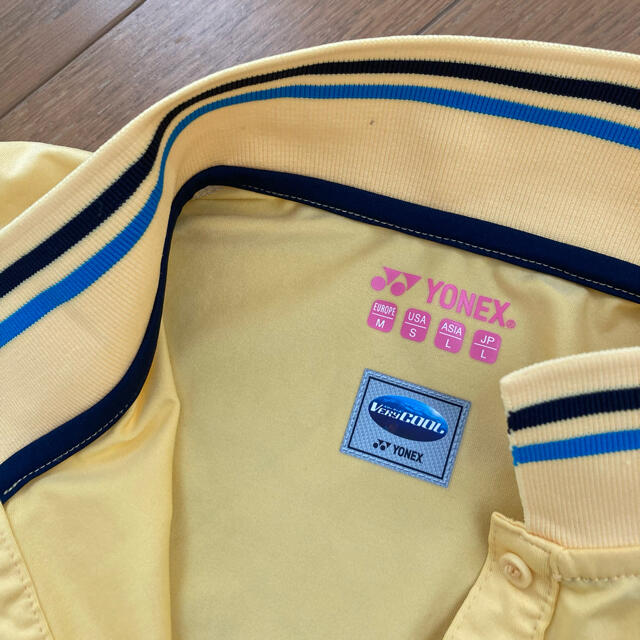 YONEX®
EUROPE USA ASIA JP
M S L L
VERYCOOL
YONEX